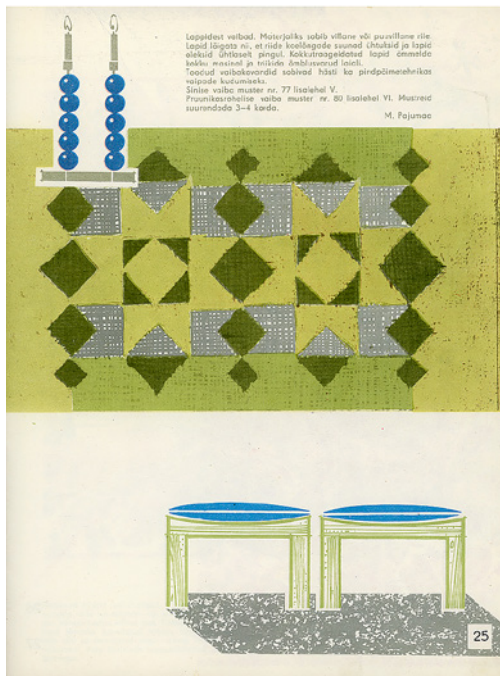 Lappidest vaibad. Materjaliks sobib villane või puuvillane riie.
Lapid lõigata nii, et riide koelõngade suunad ühtuksid ja lapid
oleksid ühtlaselt pingul. Kokkutraageldatud lapid õmmelda
kokku masinal ja triikida õmblusvarud laiali.
Toodud vaibakavandid sobivad hästi ka pirdpõimetehnikas
vaipade kudumiseks.
Sinise vaiba muster nr. 77 lisalehel V.
Pruunikasrohelise vaiba muster nr. 80 lisalehel VI. Mustreid
suurendada 3–4 korda.
M. Pajumaa
25